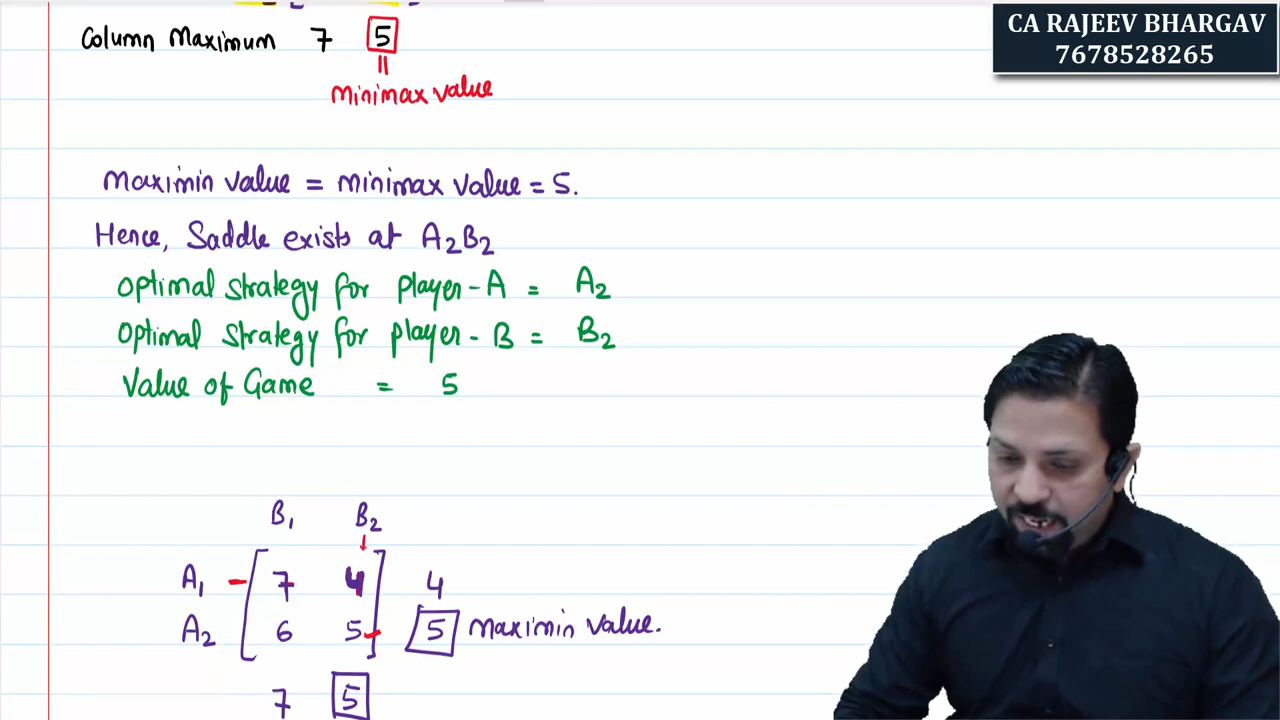 CA RAJEEV BHARGAV
7678528265
Column Maximum 7 5
Minimax value
Maximin value = minimax value = 5.
Hence, Saddle exists at A2B2
Optimal strategy for player-A = A2
Optimal strategy for player-B = B2
Value of Game = 5
B1 B2
A1 7 4 4
A2 6 5 5 Maximin value.
7 5